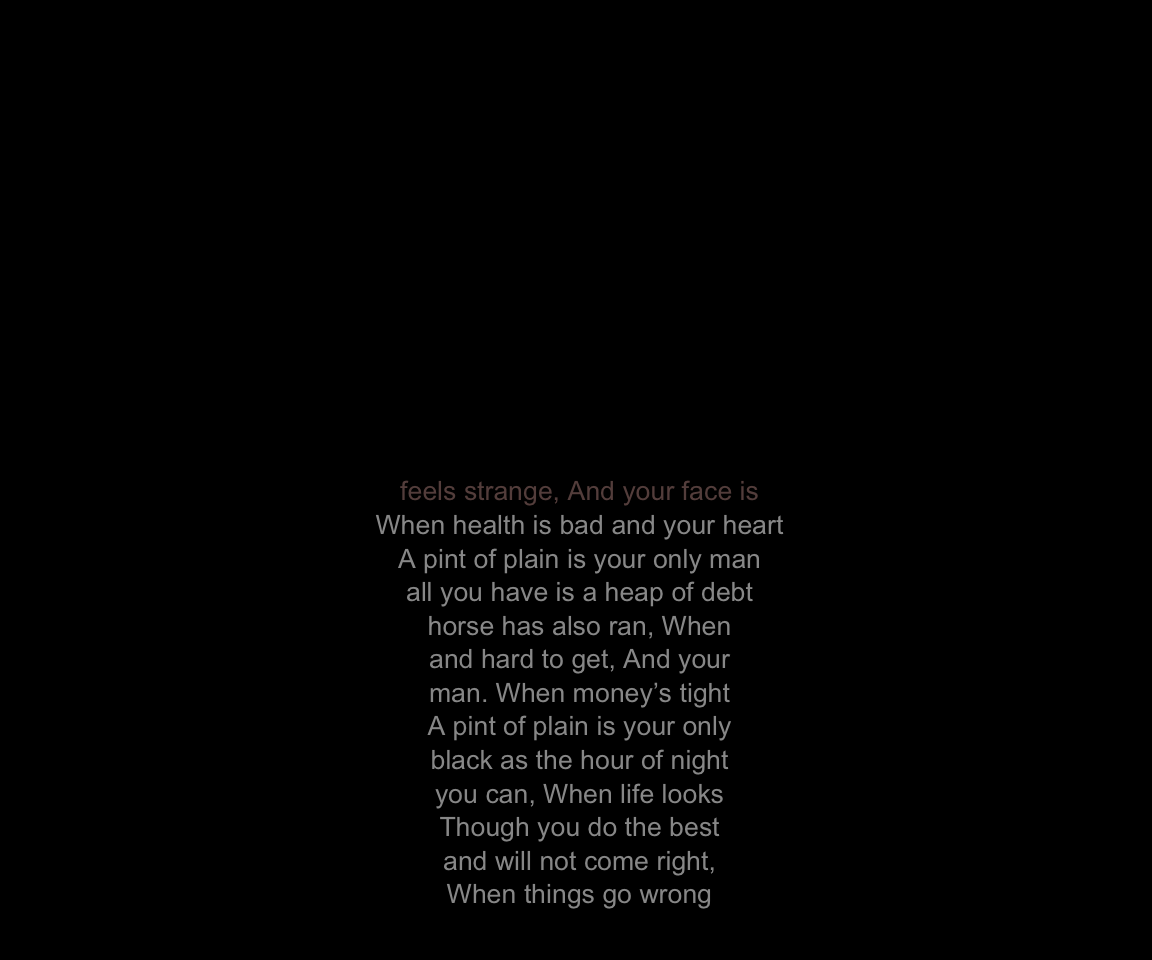 feels strange, And your face is
When health is bad and your heart
A pint of plain is your only man
all you have is a heap of debt
horse has also ran, When
and hard to get, And your
man. When money’s tight
A pint of plain is your only
black as the hour of night
you can, When life looks
Though you do the best
and will not come right,
When things go wrong